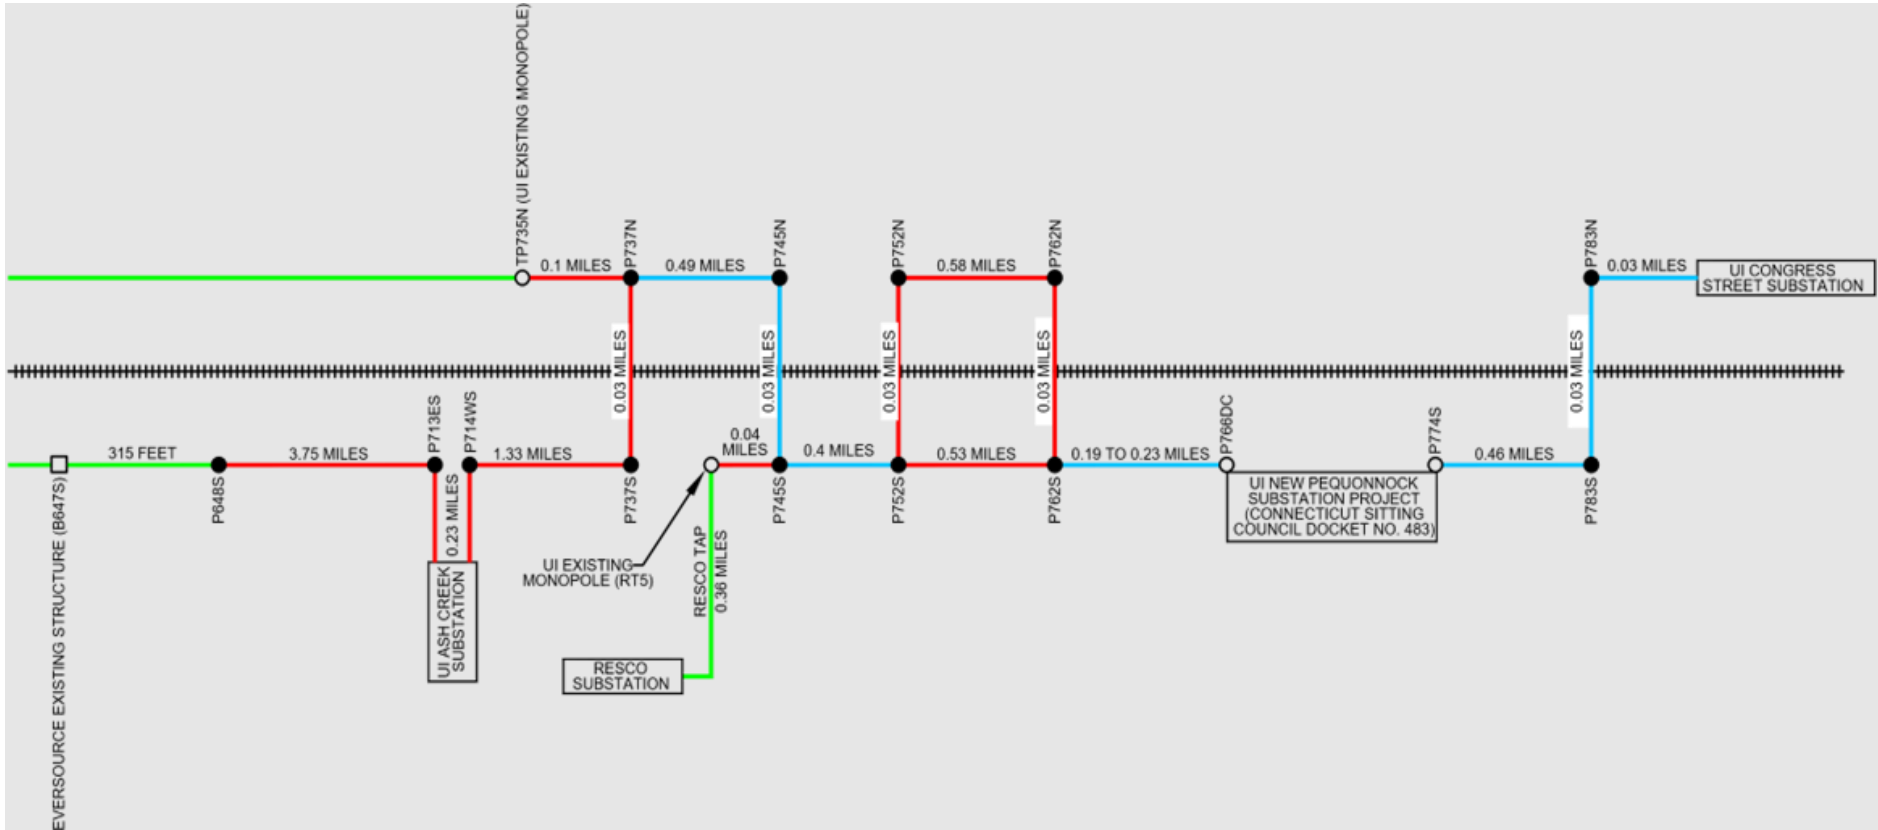 TP735N (UI EXISTING MONOPOLE)
P737N
P745N
P752N
P762N
P783N
0.1 MILES
0.49 MILES
0.58 MILES
0.03 MILES
UI CONGRESS
STREET SUBSTATION
0.03 MILES
0.03 MILES
0.03 MILES
0.03 MILES
0.03 MILES
315 FEET
3.75 MILES
P713ES
P714WS
1.33 MILES
0.04
MILES
0.4 MILES
0.53 MILES
0.19 TO 0.23 MILES
P766DC
P774S
0.46 MILES
EVERSOURCE EXISTING STRUCTURE (B647S)
P648S
0.23 MILES
P737S
P745S
P752S
P762S
P783S
UI NEW PEQUONNOCK
SUBSTATION PROJECT
(CONNECTICUT SITTING
COUNCIL DOCKET NO. 483)
UI ASH CREEK
SUBSTATION
UI EXISTING
MONOPOLE (RT5)
RESCO TAP
0.36 MILES
RESCO
SUBSTATION